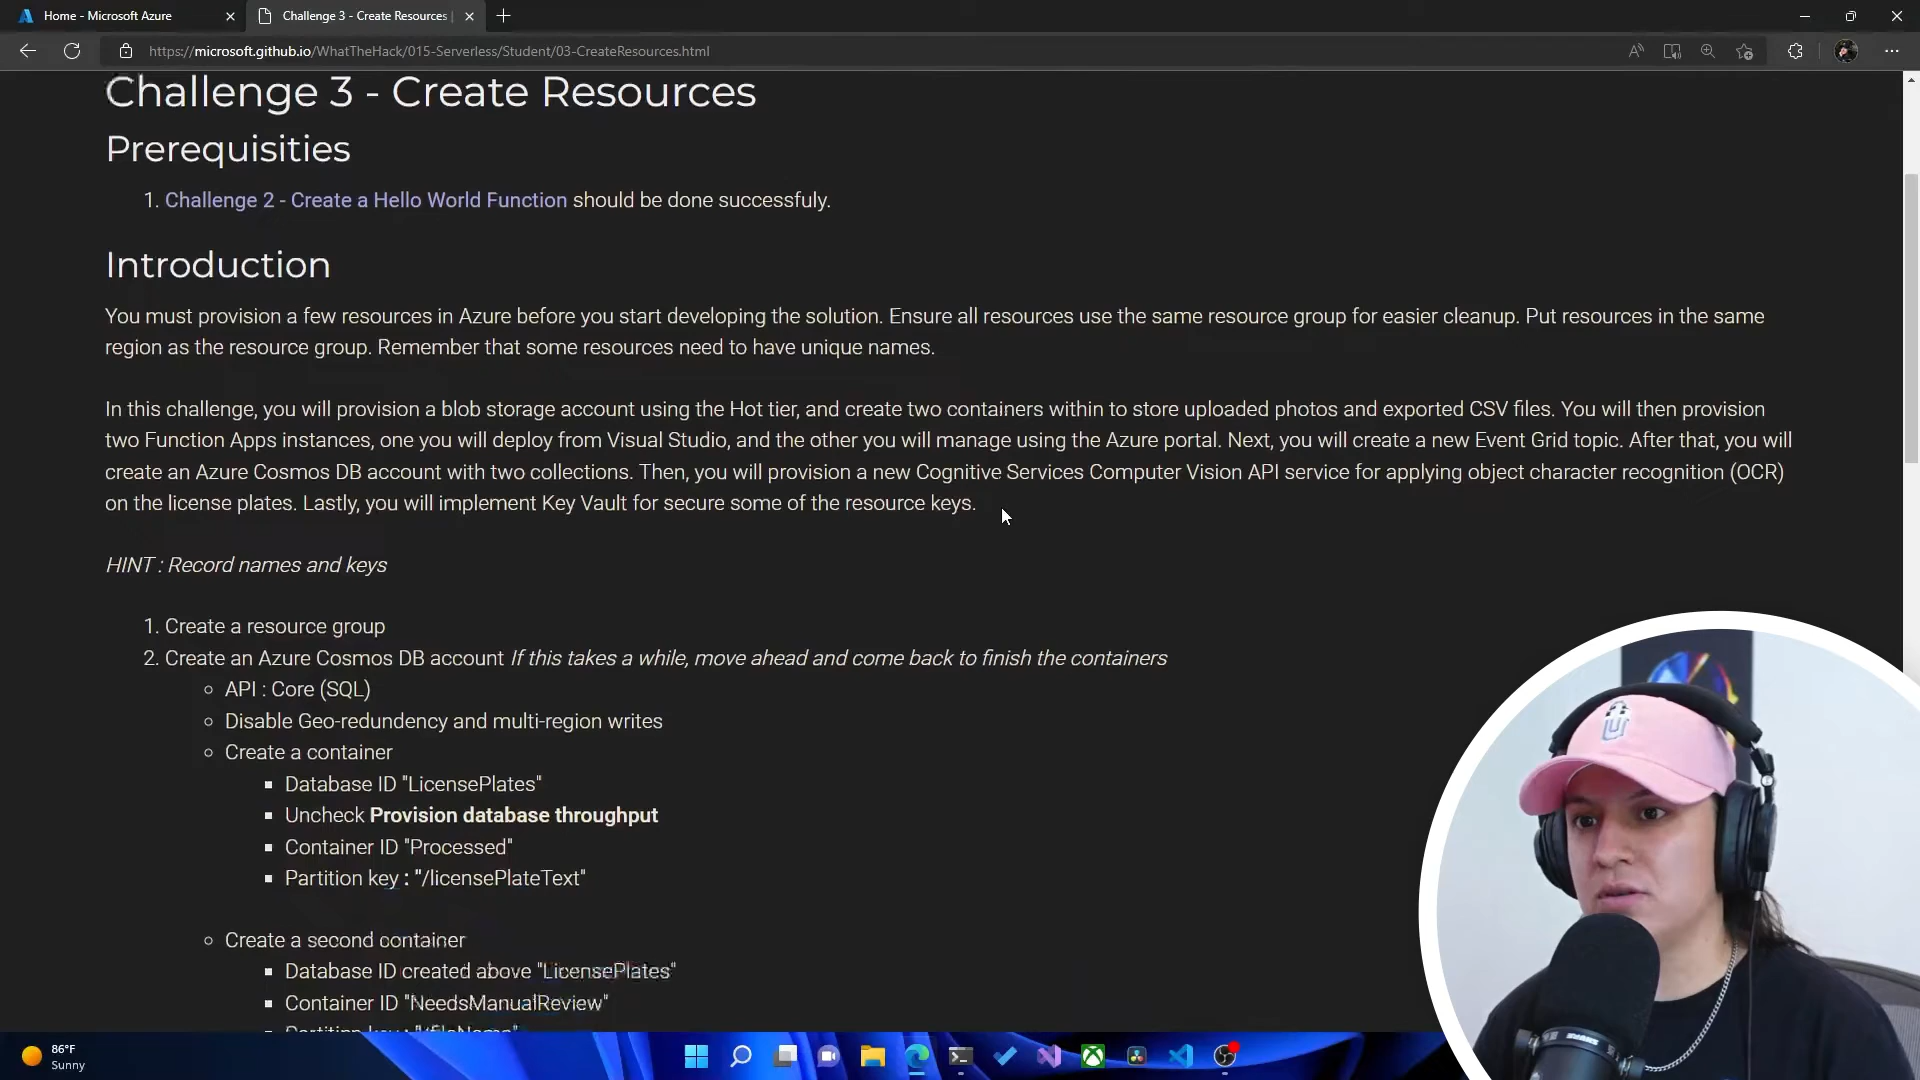 Home - Microsoft Azure
Challenge 3 - Create Resources |
https://microsoft.github.io/WhatTheHack/015-Serverless/Student/03-CreateResources.html
Challenge 3 - Create Resources
Prerequisities
1. Challenge 2 - Create a Hello World Function should be done successfuly.
Introduction
You must provision a few resources in Azure before you start developing the solution. Ensure all resources use the same resource group for easier cleanup. Put resources in the same
region as the resource group. Remember that some resources need to have unique names.
In this challenge, you will provision a blob storage account using the Hot tier, and create two containers within to store uploaded photos and exported CSV files. You will then provision
two Function Apps instances, one you will deploy from Visual Studio, and the other you will manage using the Azure portal. Next, you will create a new Event Grid topic. After that, you will
create an Azure Cosmos DB account with two collections. Then, you will provision a new Cognitive Services Computer Vision API service for applying object character recognition (OCR)
on the license plates. Lastly, you will implement Key Vault for secure some of the resource keys.
HINT : Record names and keys
1. Create a resource group
2. Create an Azure Cosmos DB account If this takes a while, move ahead and come back to finish the containers
API : Core (SQL)
Disable Geo-redundency and multi-region writes
Create a container
Database ID "LicensePlates"
Uncheck Provision database throughput
Container ID "Processed"
Partition key : "/licensePlateText"
Create a second container
Database ID created above "LicensePlates"
Container ID "NeedsManualReview"
Partition key : "/fileName"
86°F
Sunny